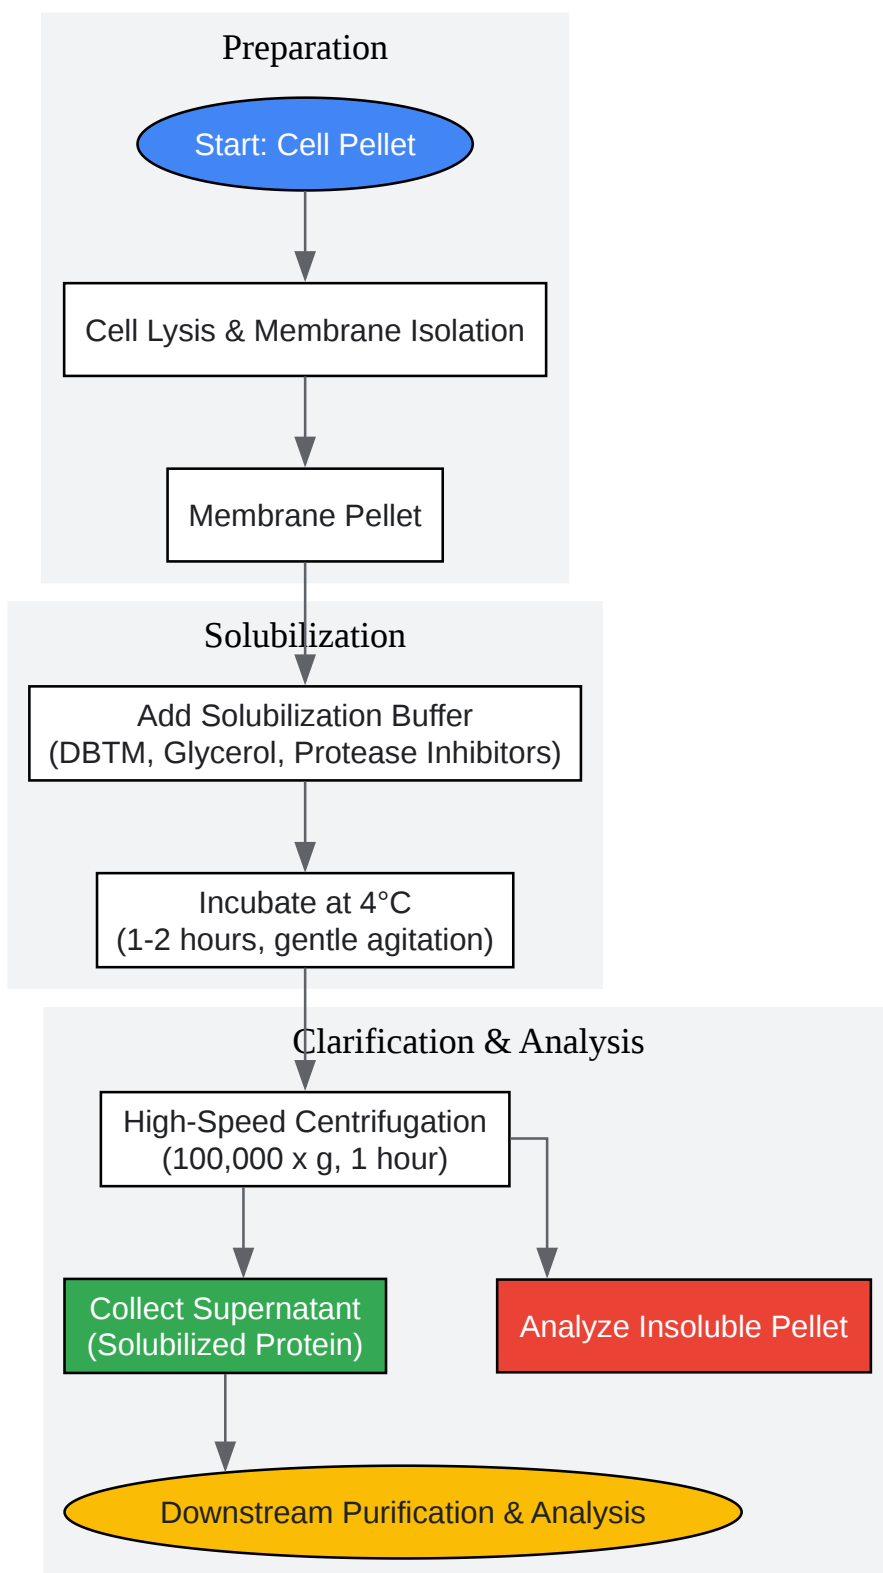 Preparation
Start: Cell Pellet
Cell Lysis & Membrane Isolation
Membrane Pellet
Solubilization
Add Solubilization Buffer
(DBTM, Glycerol, Protease Inhibitors)
Incubate at 4°C
(1-2 hours, gentle agitation)
Clarification & Analysis
High-Speed Centrifugation
(100,000 x g, 1 hour)
Collect Supernatant
(Solubilized Protein)
Analyze Insoluble Pellet
Downstream Purification & Analysis